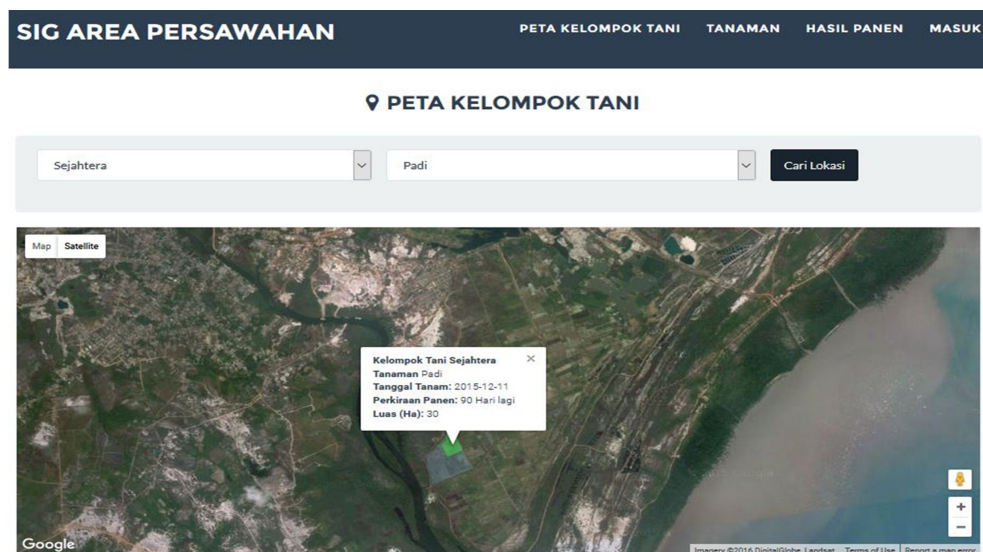 SIG AREA PERSAWAHAN PETA KELOMPOK TANI TANAMAN HASIL PANEN MASUK
PETA KELOMPOK TANI
Sejahtera Padi Cari Lokasi
Map Satellite
Kelompok Tani Sejahtera ×
Tanaman Padi
Tanggal Tanam: 2015-12-11
Perkiraan Panen: 90 Hari lagi
Luas (Ha): 30
+
−
Google Imagery ©2016 DigitalGlobe, Landsat Terms of Use Report a map error